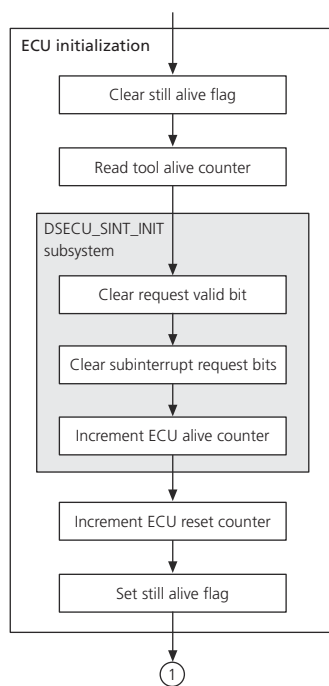 ECU initialization
Clear still alive flag
Read tool alive counter
DSECU_SINT_INIT
subsystem
Clear request valid bit
Clear subinterrupt request bits
Increment ECU alive counter
Increment ECU reset counter
Set still alive flag
1